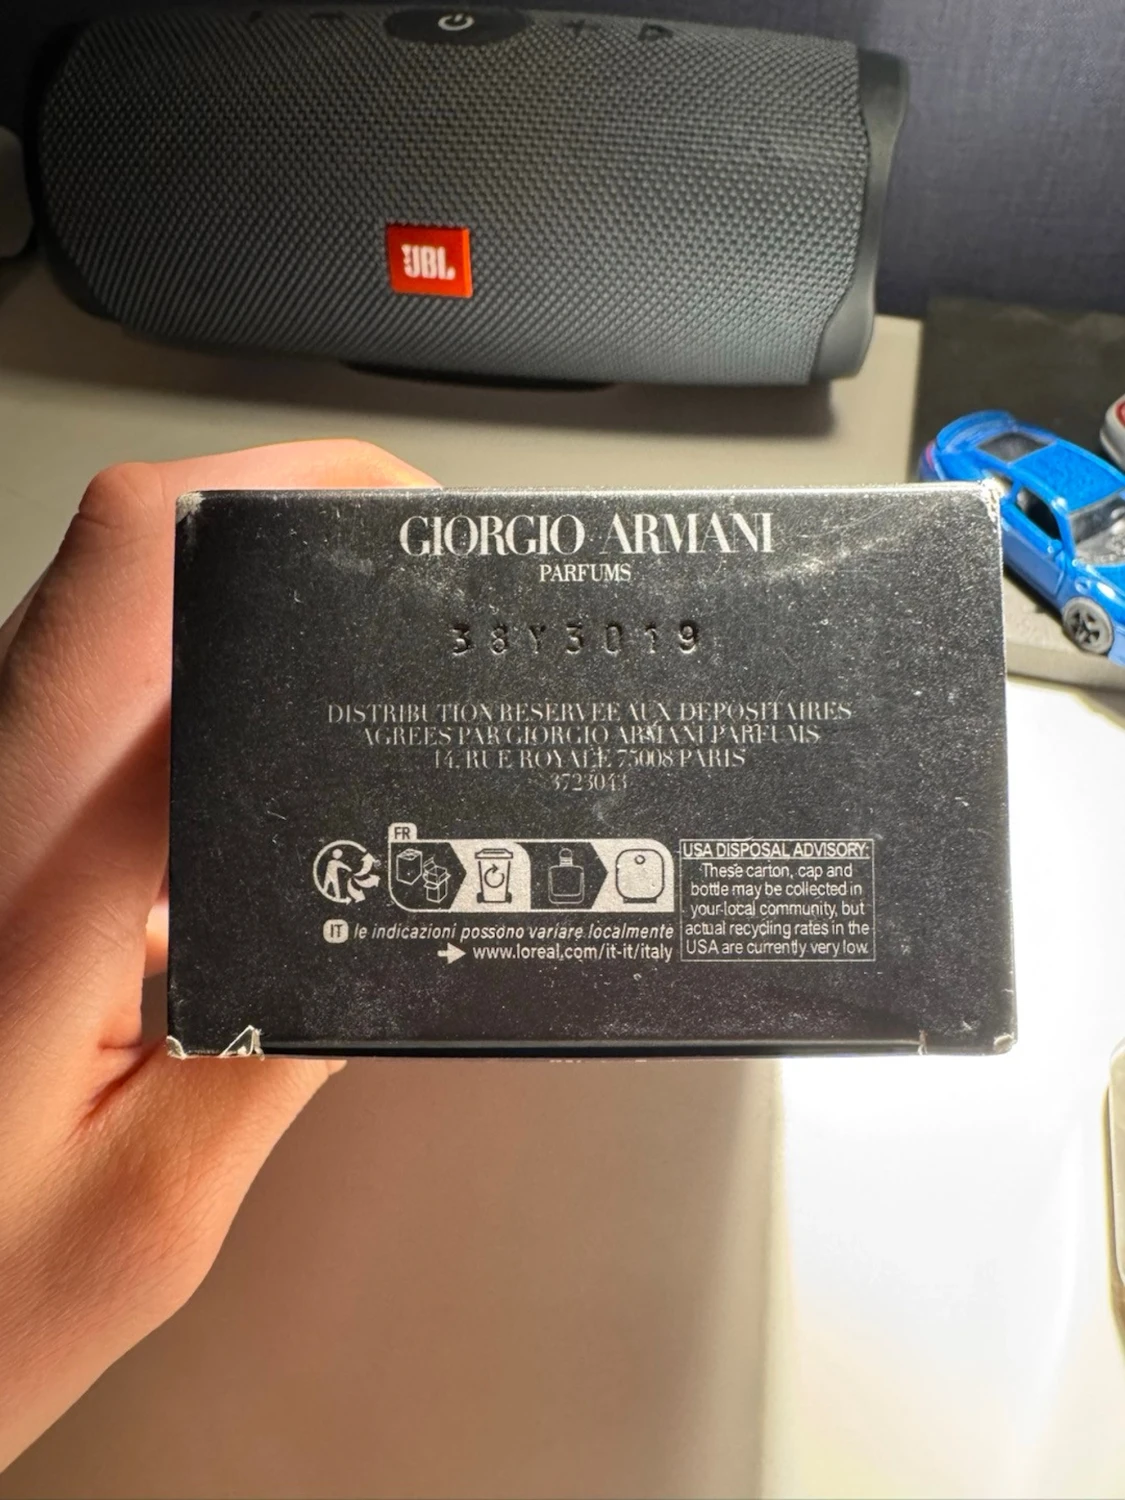 JBL
GIORGIO ARMANI
PARFUMS
38Y3019
DISTRIBUTION RESERVEE AUX DEPOSITAIRES
AGREES PAR GIORGIO ARMANI PARFUMS
14, RUE ROYALE 75008 PARIS
3723043
FR
IT le indicazioni possono variare localmente
www.loreal.com/it-it/italy
USA DISPOSAL ADVISORY:
These carton, cap and
bottle may be collected in
your local community, but
actual recycling rates in the
USA are currently very low.